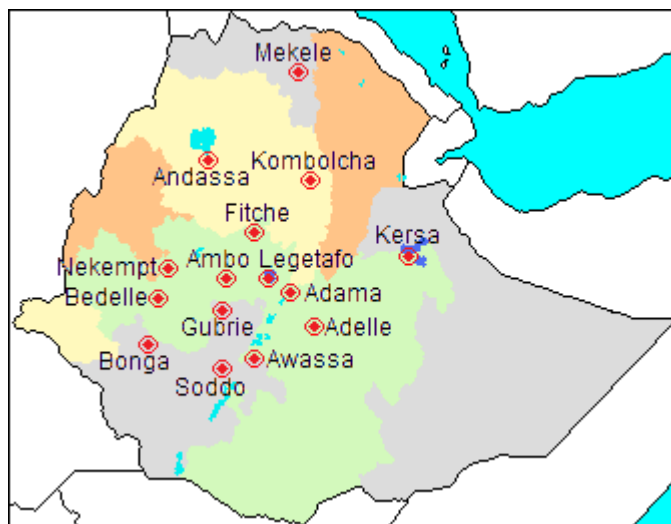 Mekele
Andassa
Kombolcha
Fitche
Kersa
Nekempt
Ambo
Legetafo
Bedelle
Adama
Gubrie
Adelle
Bonga
Awassa
Soddo